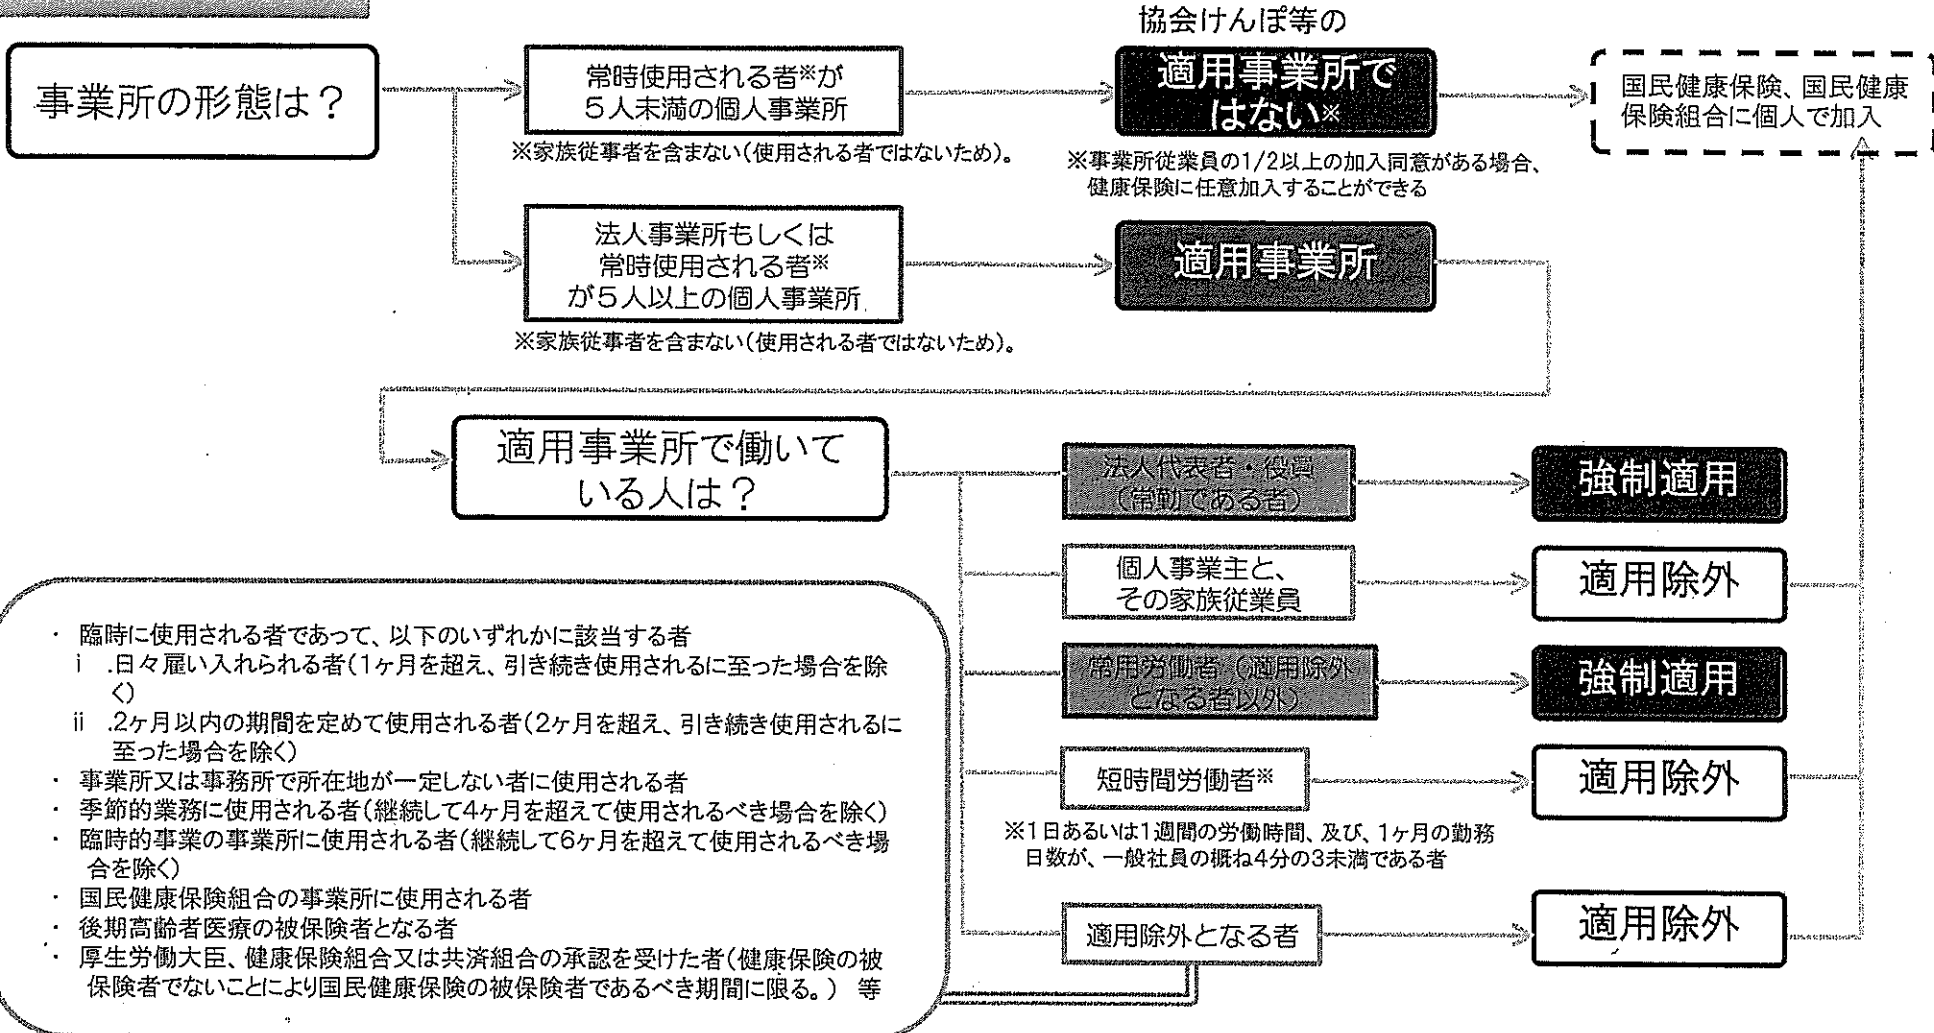 協会けんぽ等の
事業所の形態は？
常時使用される者※が
５人未満の個人事業所
適用事業所で
はない※
国民健康保険、国民健康
保険組合に個人で加入
※家族従事者を含まない（使用される者ではないため）。
※事業所従業員の1/2以上の加入同意がある場合、
健康保険に任意加入することができる
法人事業所もしくは
常時使用される者※
が５人以上の個人事業所
適用事業所
※家族従事者を含まない（使用される者ではないため）。
適用事業所で働いて
いる人は？
法人代表者・役員
（常勤である者）
強制適用
個人事業主と、
その家族従業員
適用除外
常用労働者（適用除外
となる者以外）
強制適用
短時間労働者※
適用除外
※1日あるいは1週間の労働時間、及び、1ヶ月の勤務
日数が、一般社員の概ね4分の3未満である者
適用除外となる者
適用除外
・ 臨時に使用される者であって、以下のいずれかに該当する者
ⅰ .日々雇い入れられる者（1ヶ月を超え、引き続き使用されるに至った場合を除
く）
ⅱ .2ヶ月以内の期間を定めて使用される者（2ヶ月を超え、引き続き使用されるに
至った場合を除く）
・ 事業所又は事務所で所在地が一定しない者に使用される者
・ 季節的業務に使用される者（継続して4ヶ月を超えて使用されるべき場合を除く）
・ 臨時的事業の事業所に使用される者（継続して6ヶ月を超えて使用されるべき場
合を除く）
・ 国民健康保険組合の事業所に使用される者
・ 後期高齢者医療の被保険者となる者
・ 厚生労働大臣、健康保険組合又は共済組合の承認を受けた者（健康保険の被
保険者でないことにより国民健康保険の被保険者であるべき期間に限る。） 等